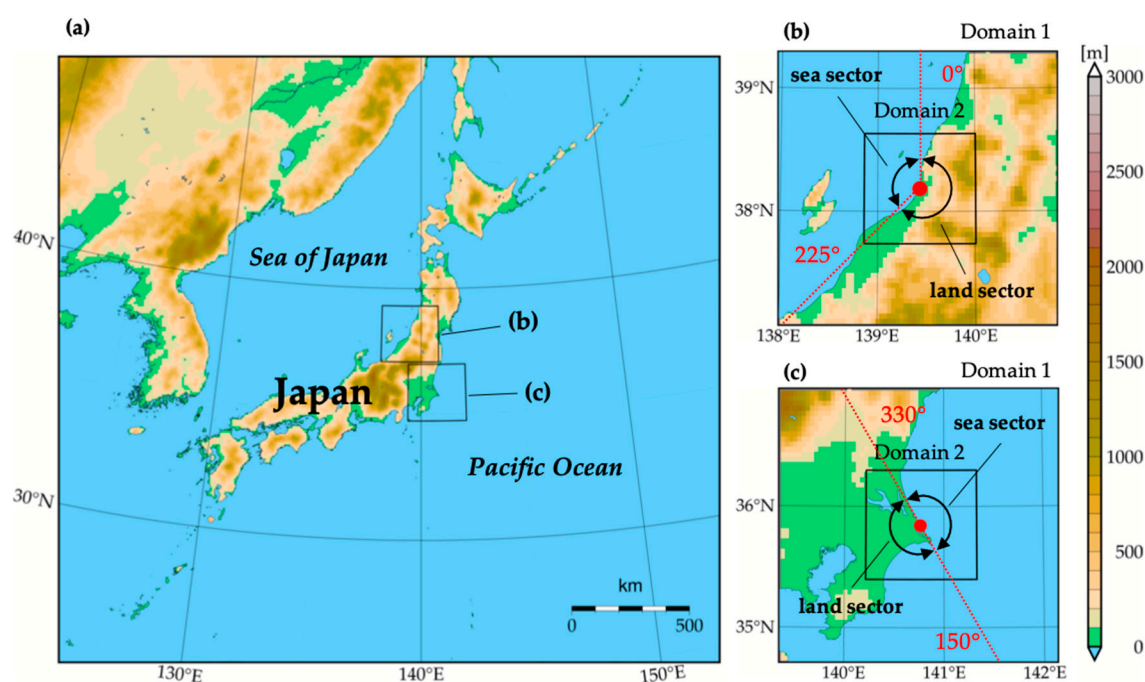 (a)
40°N
30°N
130°E
140°E
150°E
Sea of Japan
Japan
Pacific Ocean
(b)
(c)
km
0
500
(b)
Domain 1
sea sector
0°
Domain 2
225°
land sector
39°N
38°N
138°E
139°E
140°E
(c)
Domain 1
330°
sea sector
Domain 2
land sector
150°
36°N
35°N
140°E
141°E
142°E
[m]
3000
2500
2000
1500
1000
500
0